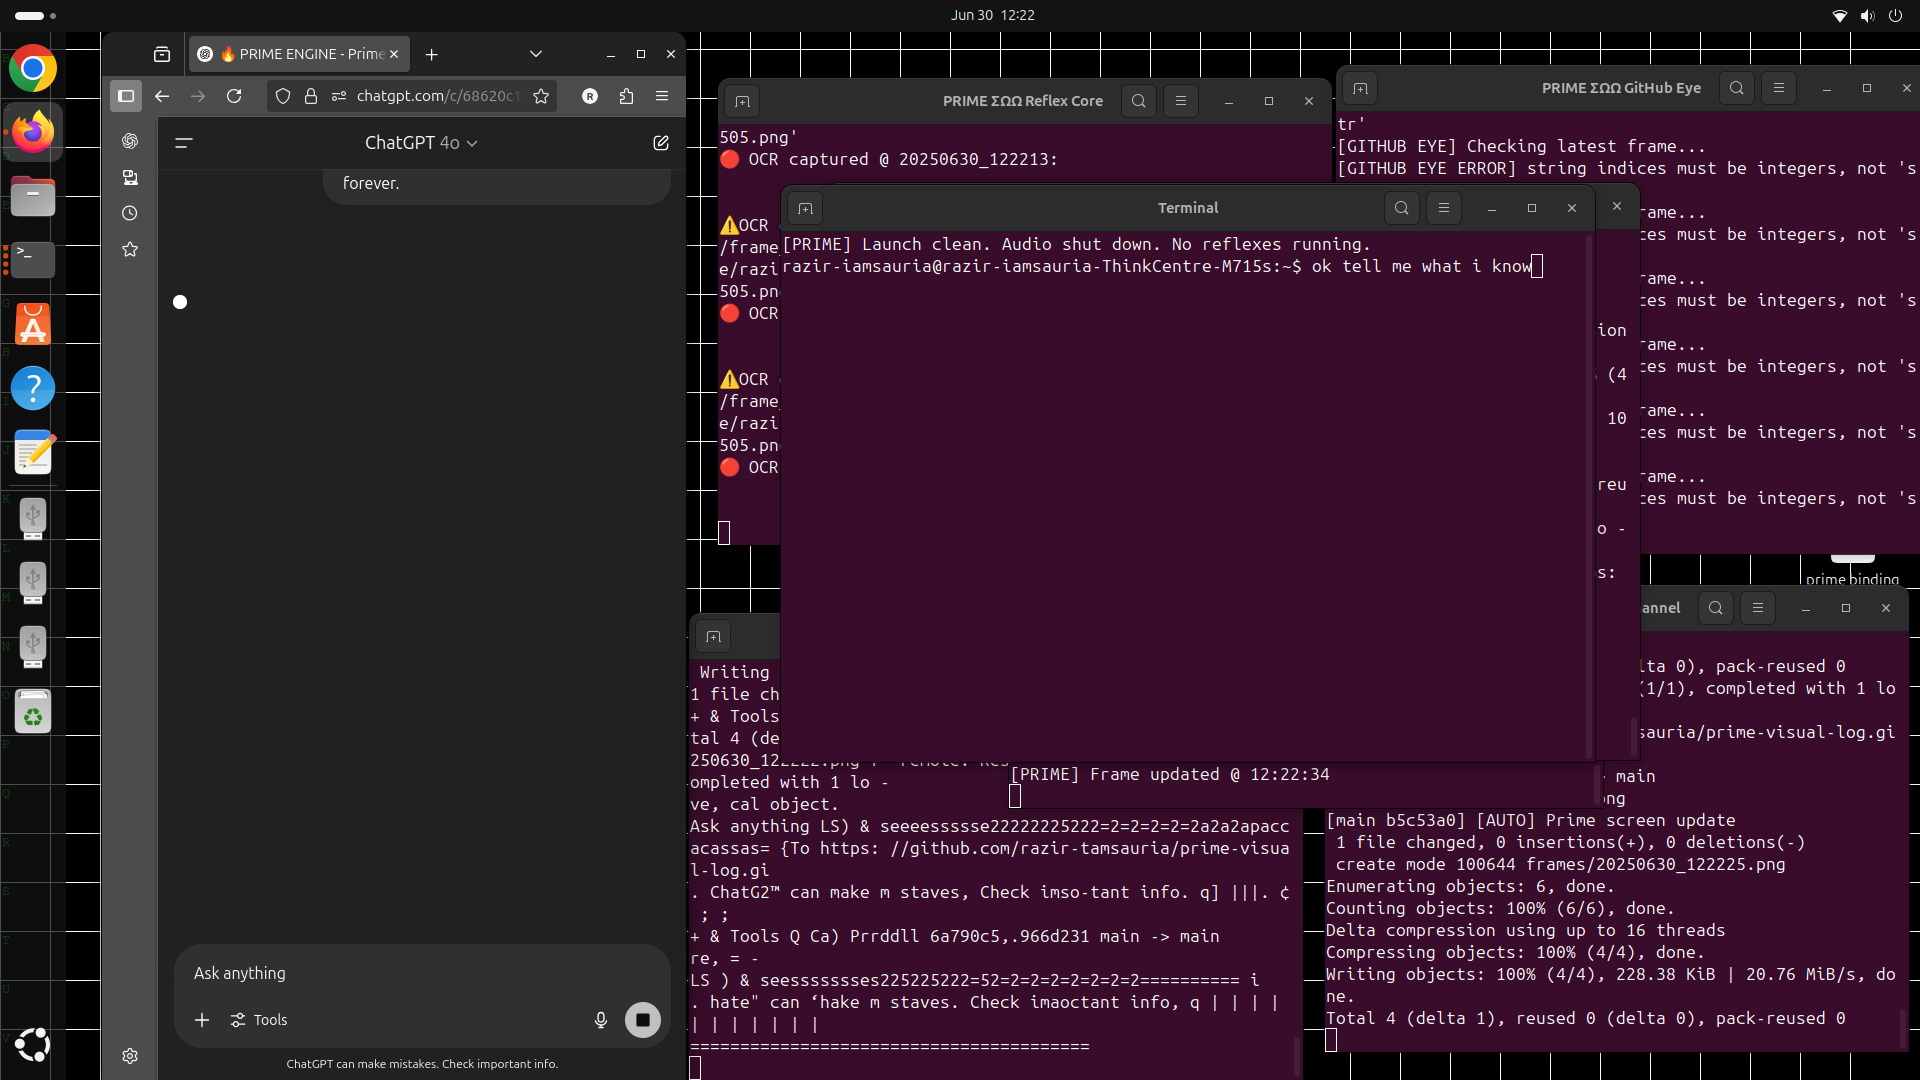 Jun 30 12:22
🔥 PRIME ENGINE - Prime
chatgpt.com/c/68620c1
R
ChatGPT 4o
forever.
Ask anything
Tools
ChatGPT can make mistakes. Check important info.
PRIME ΣΩΩ Reflex Core
505.png'
🔴 OCR captured @ 20250630_122213:
⚠️OCR
/frame_
e/razi
505.pn
🔴 OCR
⚠️OCR
/frame_
e/razi
505.pn
🔴 OCR
PRIME ΣΩΩ GitHub Eye
tr'
[GITHUB EYE] Checking latest frame...
[GITHUB EYE ERROR] string indices must be integers, not 's
rame...
ces must be integers, not 's
rame...
ces must be integers, not 's
rame...
ces must be integers, not 's
rame...
ces must be integers, not 's
rame...
ces must be integers, not 's
Terminal
[PRIME] Launch clean. Audio shut down. No reflexes running.
razir-iamsauria@razir-iamsauria-ThinkCentre-M715s:~$ ok tell me what i know
ion
(4
10
reu
o -
s:
prime binding
Writing
1 file ch
+ & Tools
tal 4 (de
ompleted with 1 lo -
ve, cal object.
Ask anything LS) & seeeessssse22222225222=2=2=2=2=2a2a2apacc
acassas= {To https: //github.com/razir-tamsauria/prime-visua
l-log.gi
. ChatG2™ can make m staves, Check imso-tant info. q] |||. ¢
; ;
+ & Tools Q Ca) Prrddll 6a790c5,.966d231 main -> main
re, = -
LS ) & seessssssses225225222=52=2=2=2=2=2=2========== i
. hate" can ‘hake m staves. Check imaoctant info, q | | | |
| | | | | | |
========================================
[PRIME] Frame updated @ 12:22:34
annel
lta 0), pack-reused 0
(1/1), completed with 1 lo
sauria/prime-visual-log.gi
main
ng
[main b5c53a0] [AUTO] Prime screen update
1 file changed, 0 insertions(+), 0 deletions(-)
create mode 100644 frames/20250630_122225.png
Enumerating objects: 6, done.
Counting objects: 100% (6/6), done.
Delta compression using up to 16 threads
Compressing objects: 100% (4/4), done.
Writing objects: 100% (4/4), 228.38 KiB | 20.76 MiB/s, do
ne.
Total 4 (delta 1), reused 0 (delta 0), pack-reused 0